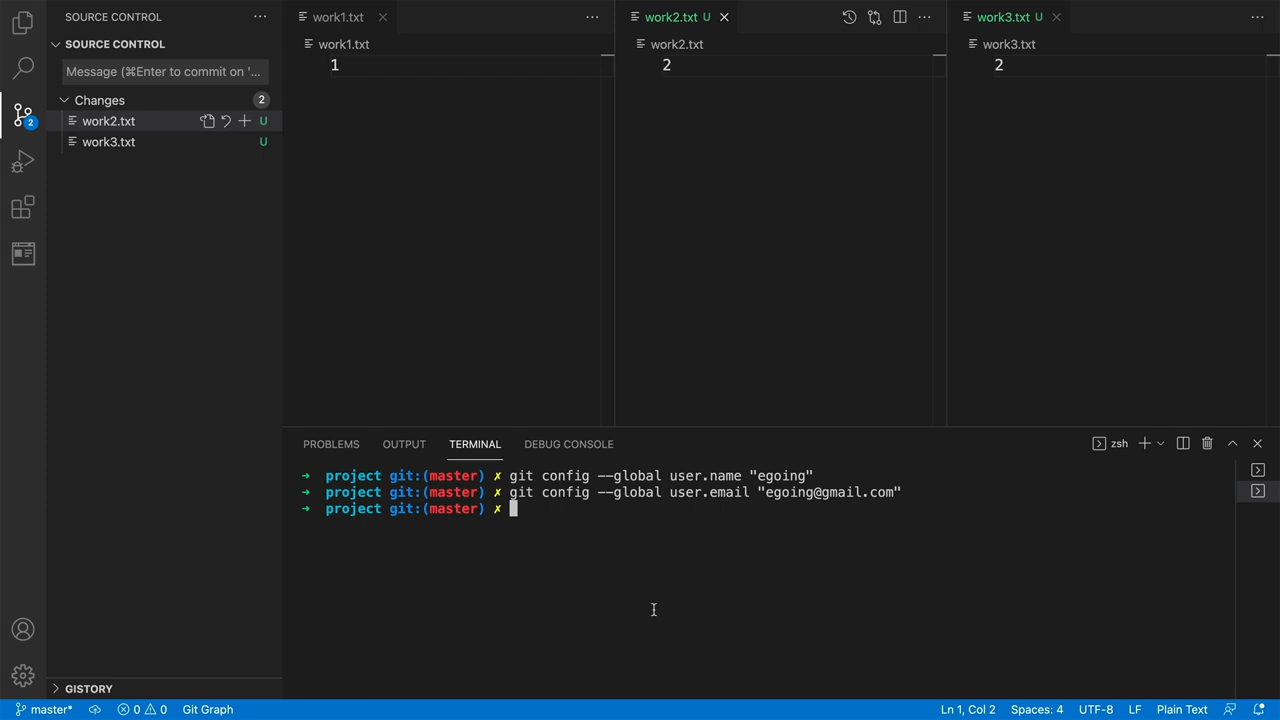 SOURCE CONTROL
SOURCE CONTROL
Message (⌘Enter to commit on '...
Changes 2
work2.txt U
work3.txt U
2
GISTORY
work1.txt
work1.txt
1
work2.txt U
work2.txt
2
work3.txt U
work3.txt
2
PROBLEMS OUTPUT TERMINAL DEBUG CONSOLE zsh
➜ project git:(master) ✗ git config --global user.name "egoing"
➜ project git:(master) ✗ git config --global user.email "egoing@gmail.com"
➜ project git:(master) ✗
master* 0 0 Git Graph Ln 1, Col 2 Spaces: 4 UTF-8 LF Plain Text